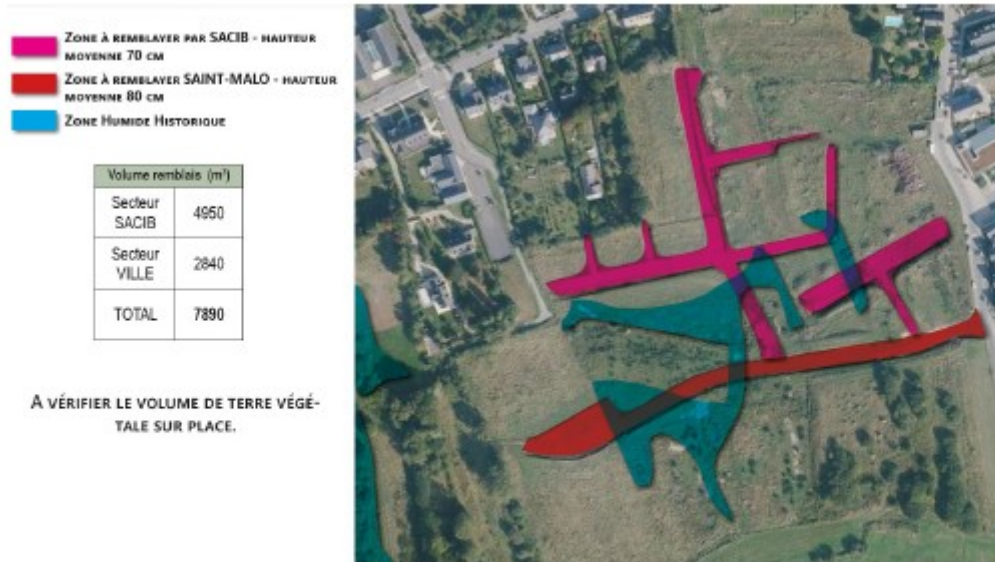 Zone à remblayer par SACIB - hauteur
moyenne 70 cm
Zone à remblayer SAINT-MALO - hauteur
moyenne 80 cm
Zone Humide Historique
Volume remblais (m³)
Secteur
SACIB
4950
Secteur
VILLE
2840
TOTAL
7890
A vérifier le volume de terre végé-
tale sur place.